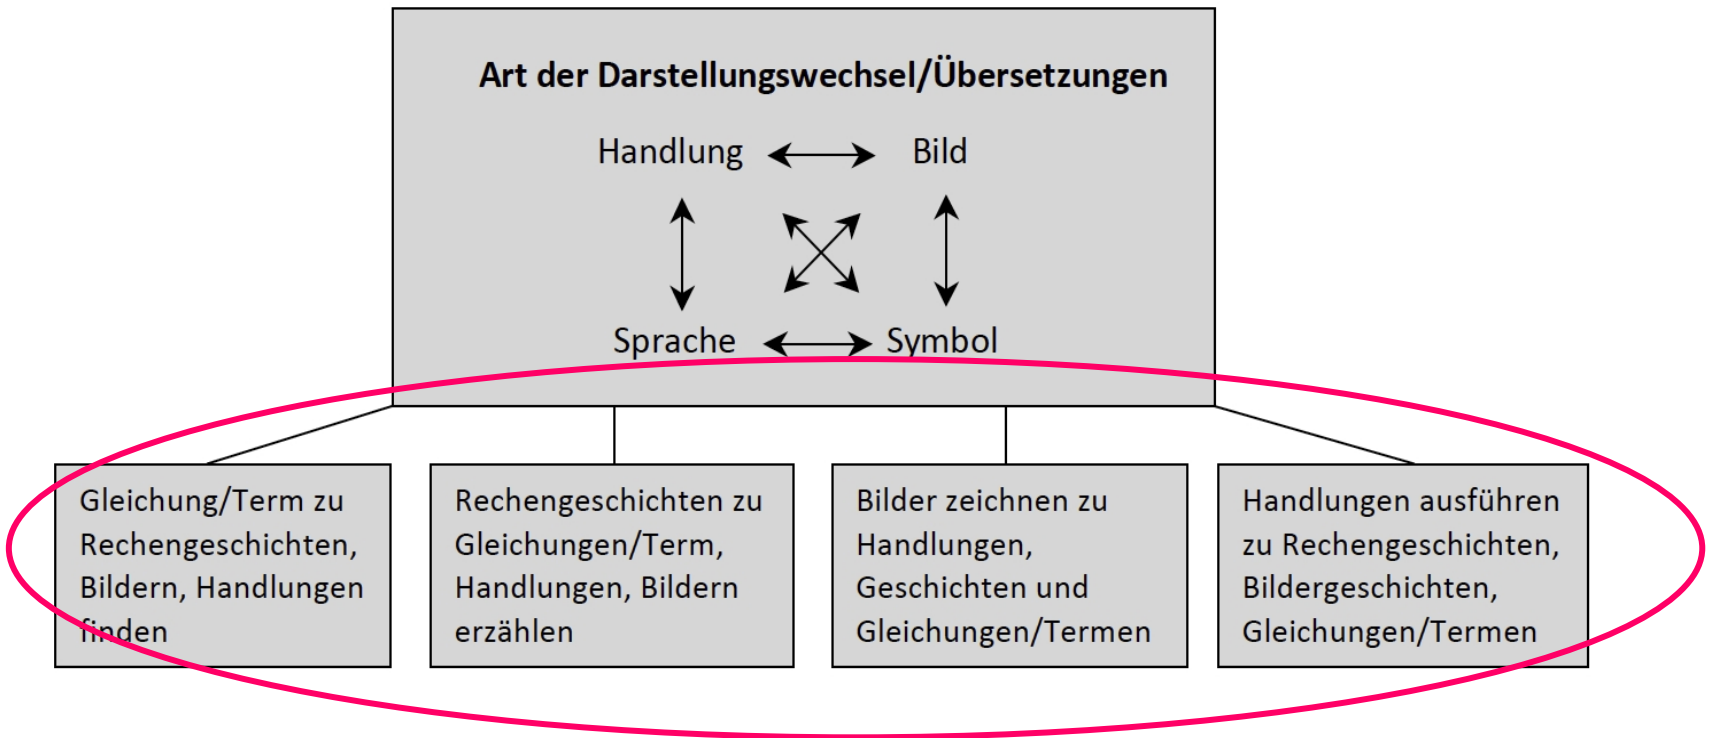 Art der Darstellungswechsel/Übersetzungen
Handlung Bild
Sprache Symbol
Gleichung/Term zu
Rechengeschichten,
Bildern, Handlungen
finden
Rechengeschichten zu
Gleichungen/Term,
Handlungen, Bildern
erzählen
Bilder zeichnen zu
Handlungen,
Geschichten und
Gleichungen/Termen
Handlungen ausführen
zu Rechengeschichten,
Bildergeschichten,
Gleichungen/Termen